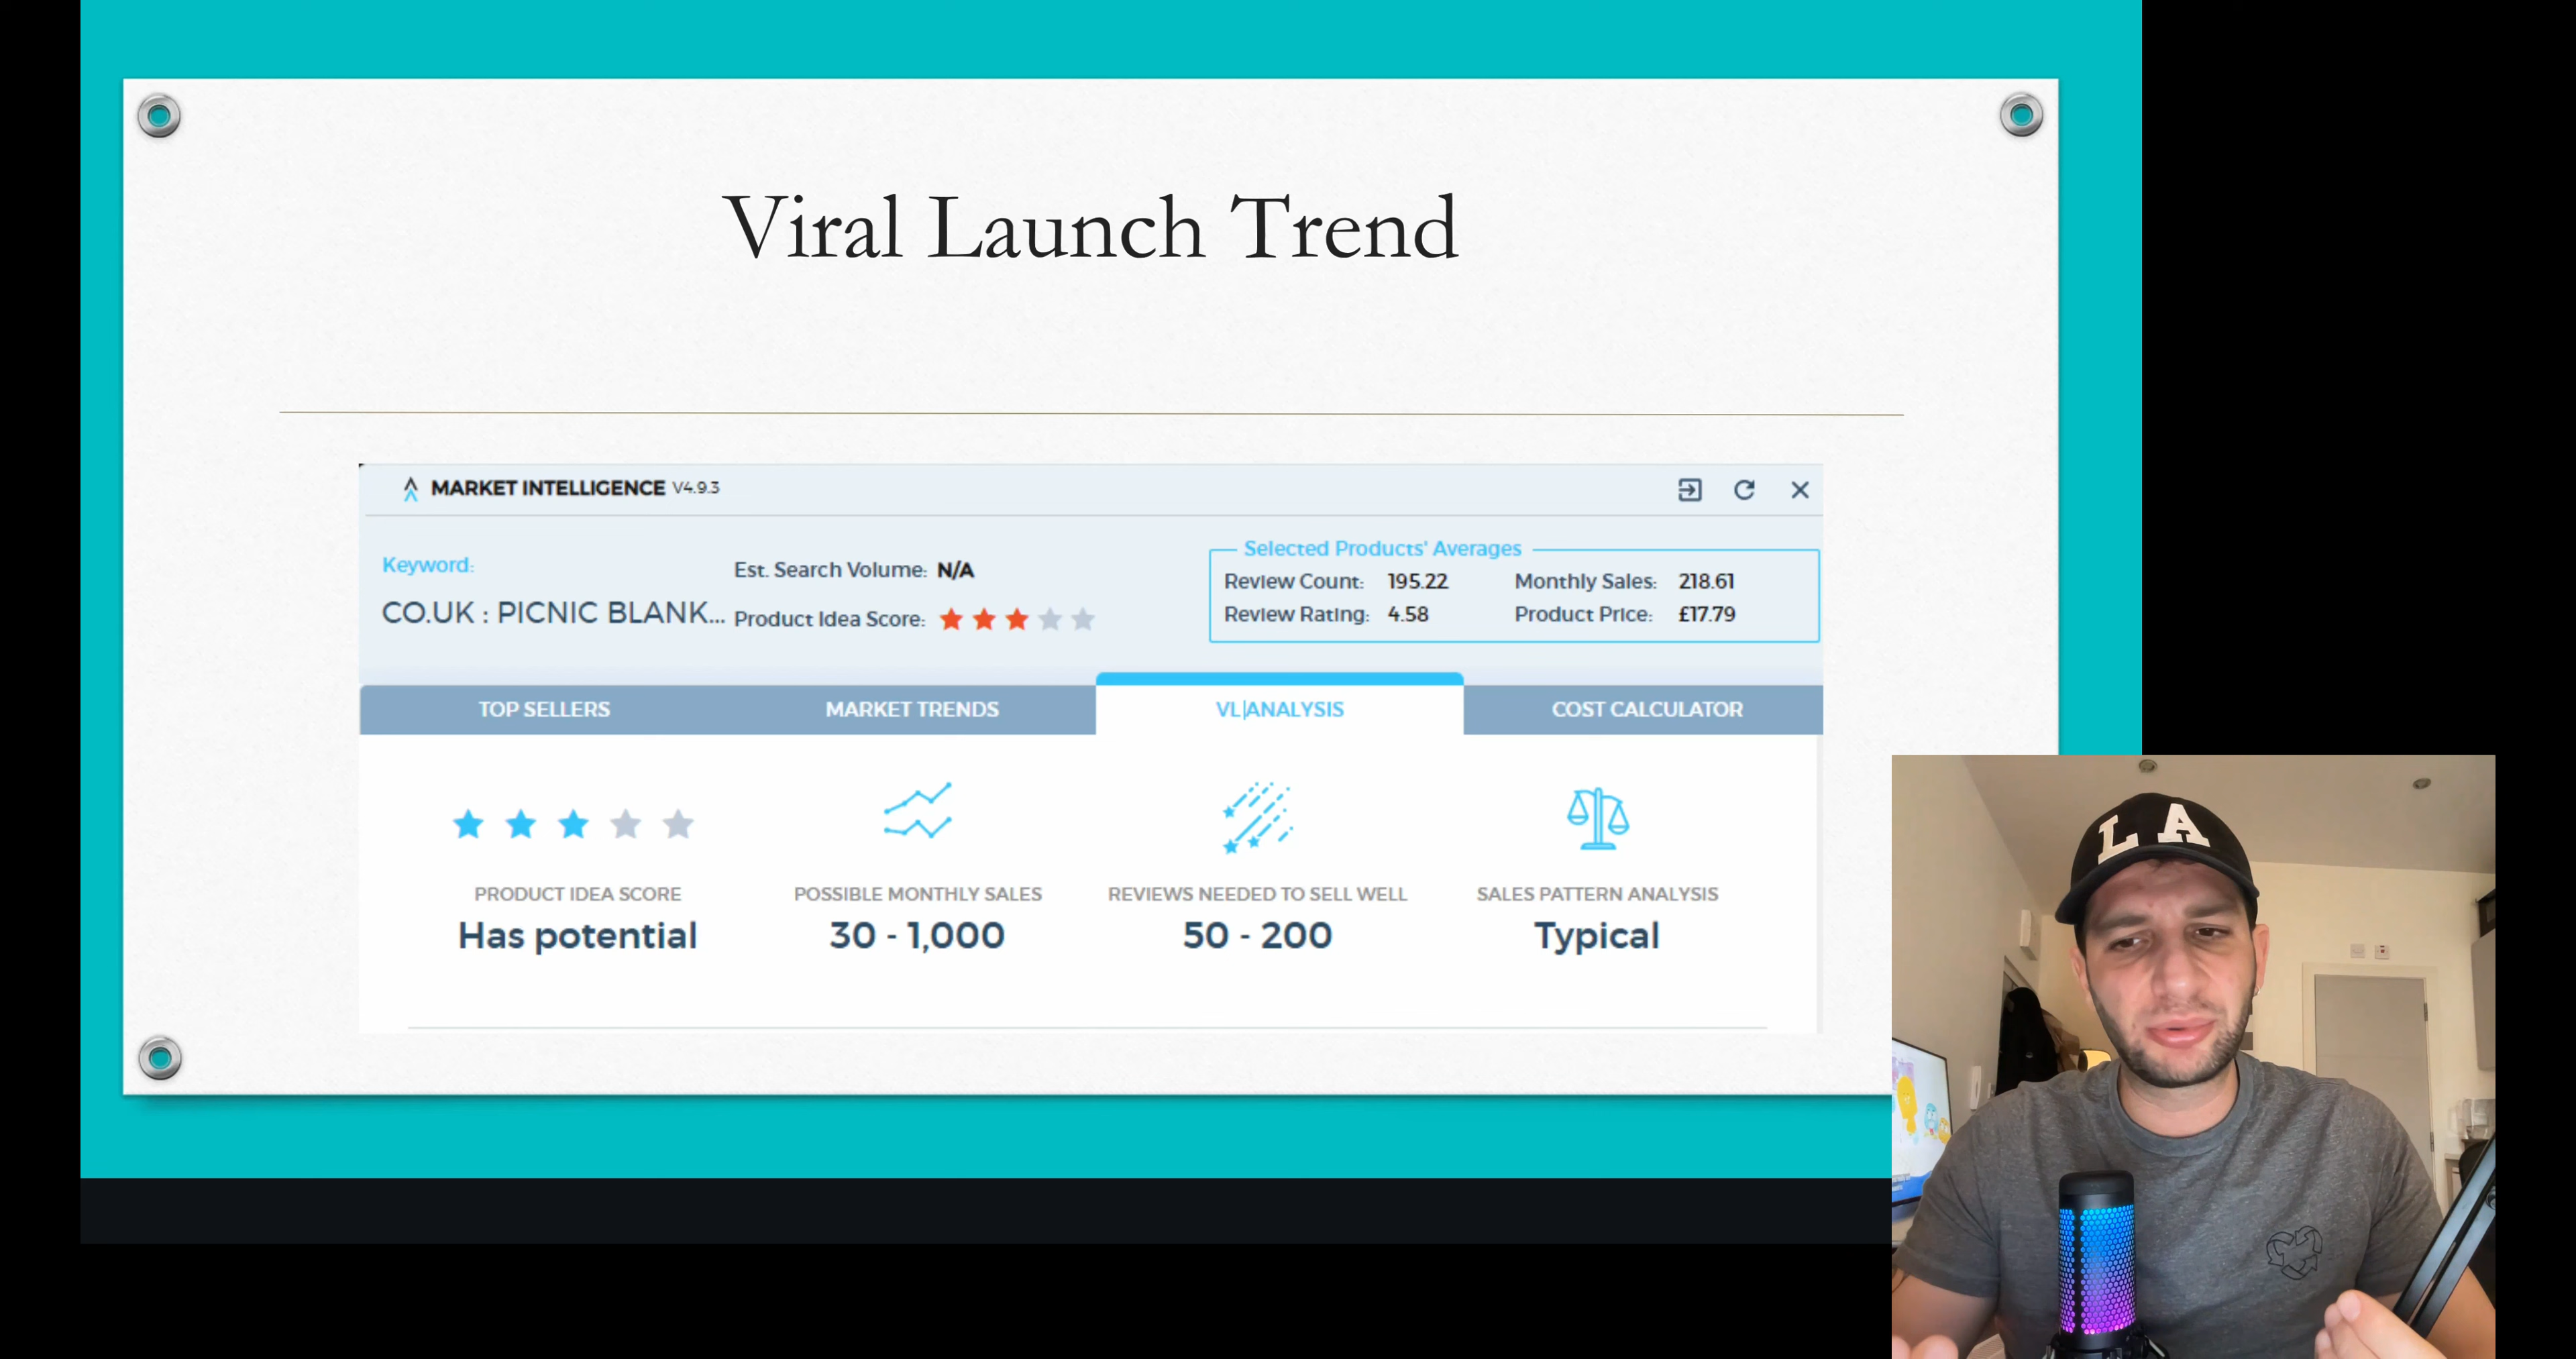 Viral Launch Trend
MARKET INTELLIGENCE V4.9.3
Keyword:
CO.UK : PICNIC BLANK...
Est. Search Volume: N/A
Product Idea Score:
Selected Products' Averages
Review Count: 195.22 Monthly Sales: 218.61
Review Rating: 4.58 Product Price: £17.79
TOP SELLERS MARKET TRENDS VL|ANALYSIS COST CALCULATOR
PRODUCT IDEA SCORE POSSIBLE MONTHLY SALES REVIEWS NEEDED TO SELL WELL SALES PATTERN ANALYSIS
Has potential 30 - 1,000 50 - 200 Typical
LA